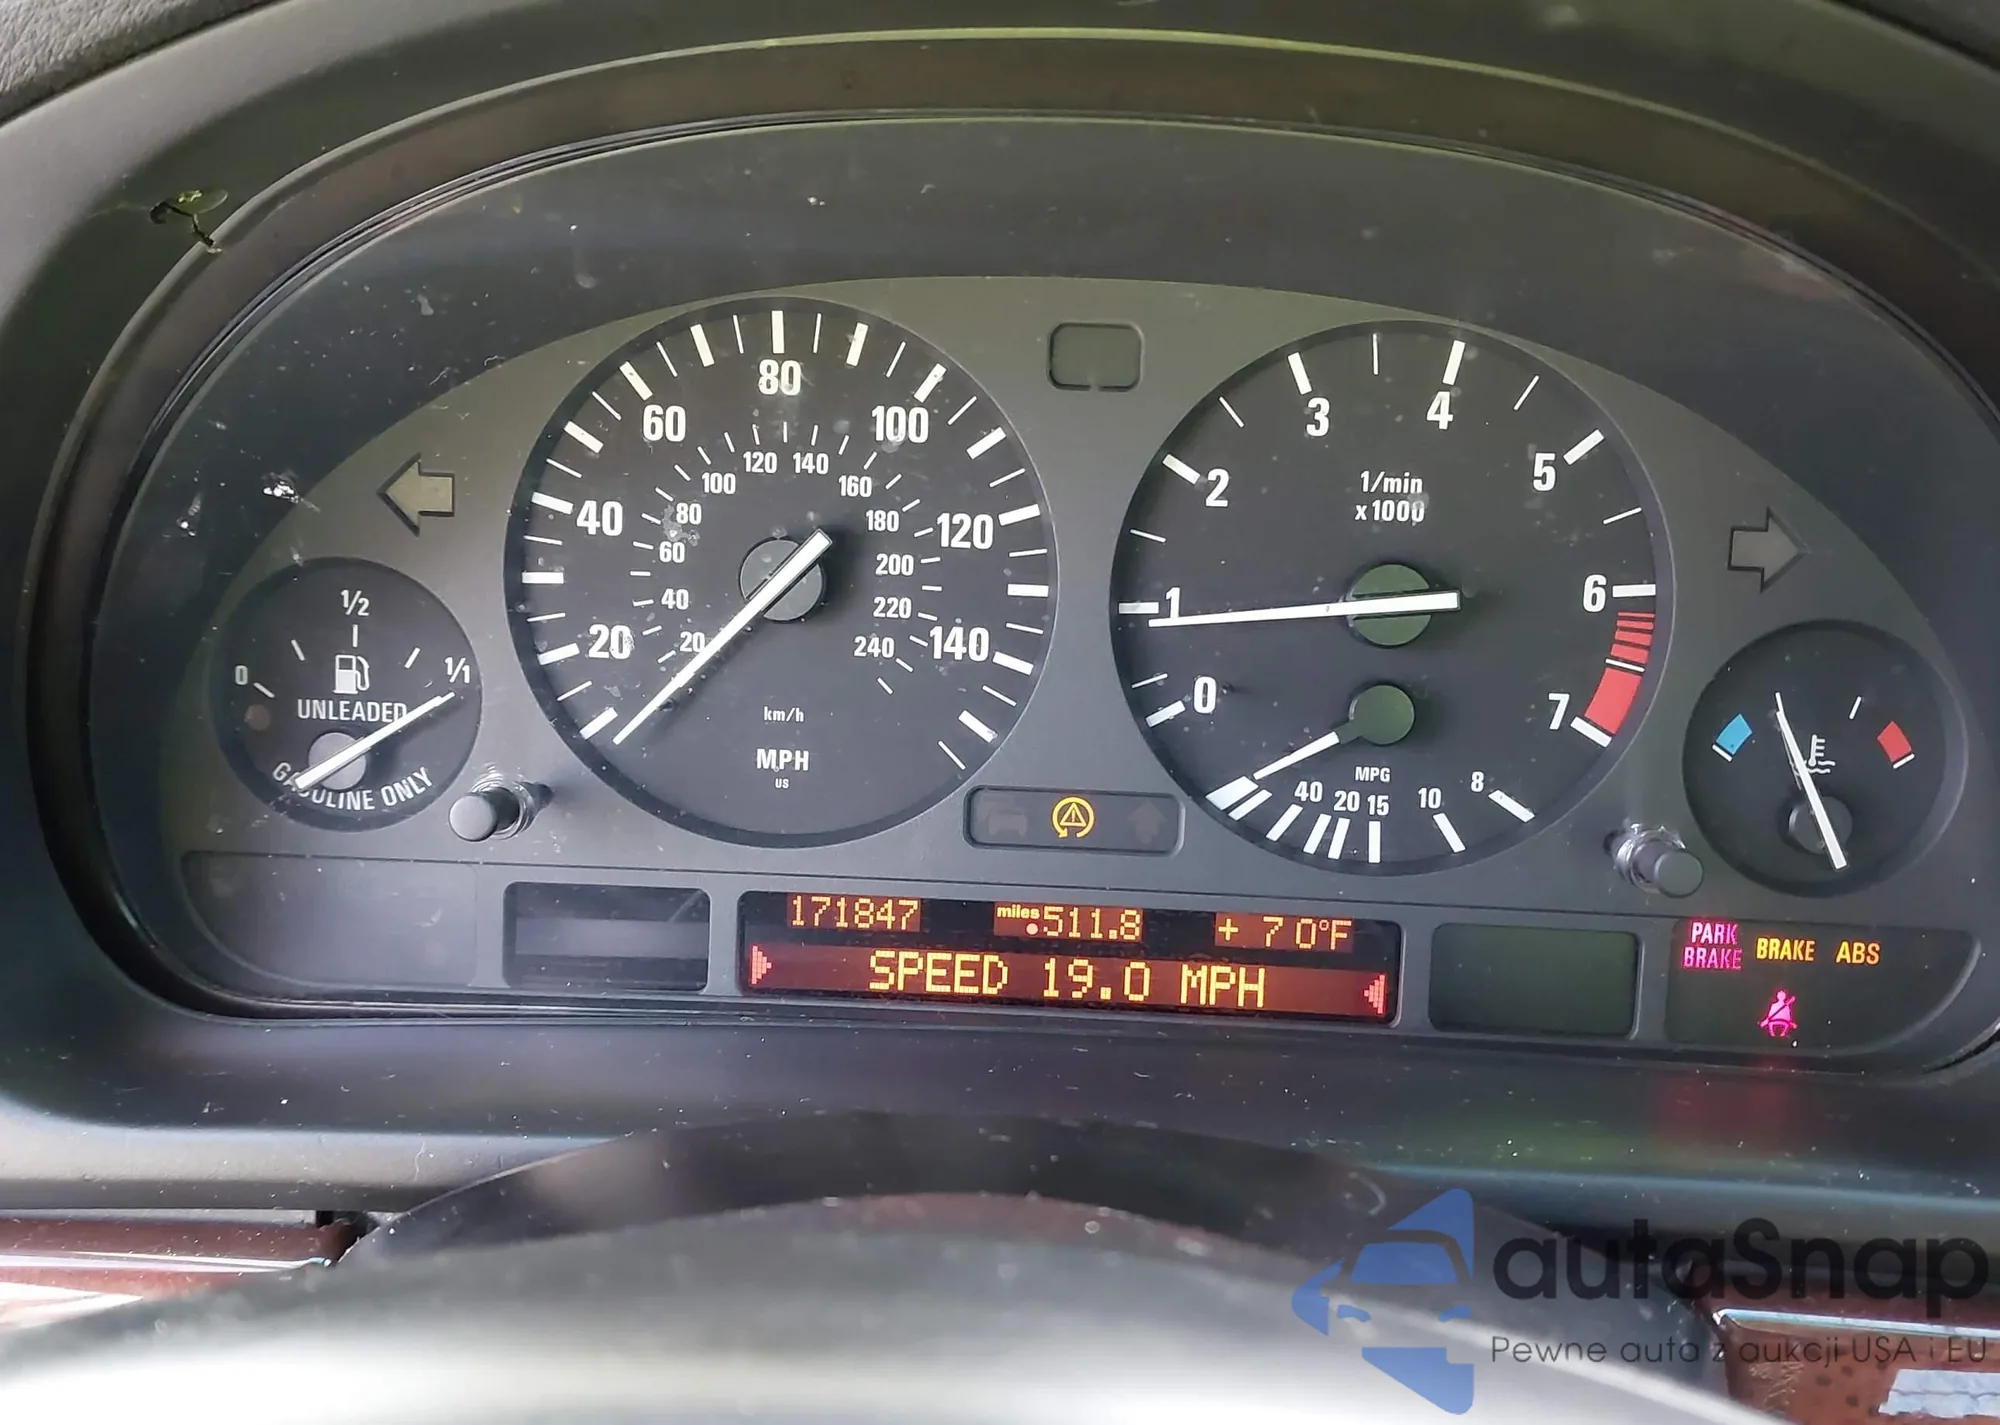 80
60
100
40
120
20
140
120 140
100
160
80
180
60
200
40
220
20
240
km/h
MPH
US
3
4
2
5
1
6
0
7
1/min
x1000
MPG
40 20 15 10 8
1/2
0
1/1
UNLEADED
GASOLINE ONLY
171847 miles 511.8 + 70°F
SPEED 19.0 MPH
PARK
BRAKE
BRAKE
ABS
autaSnap
Pewne auta z aukcji USA i EU